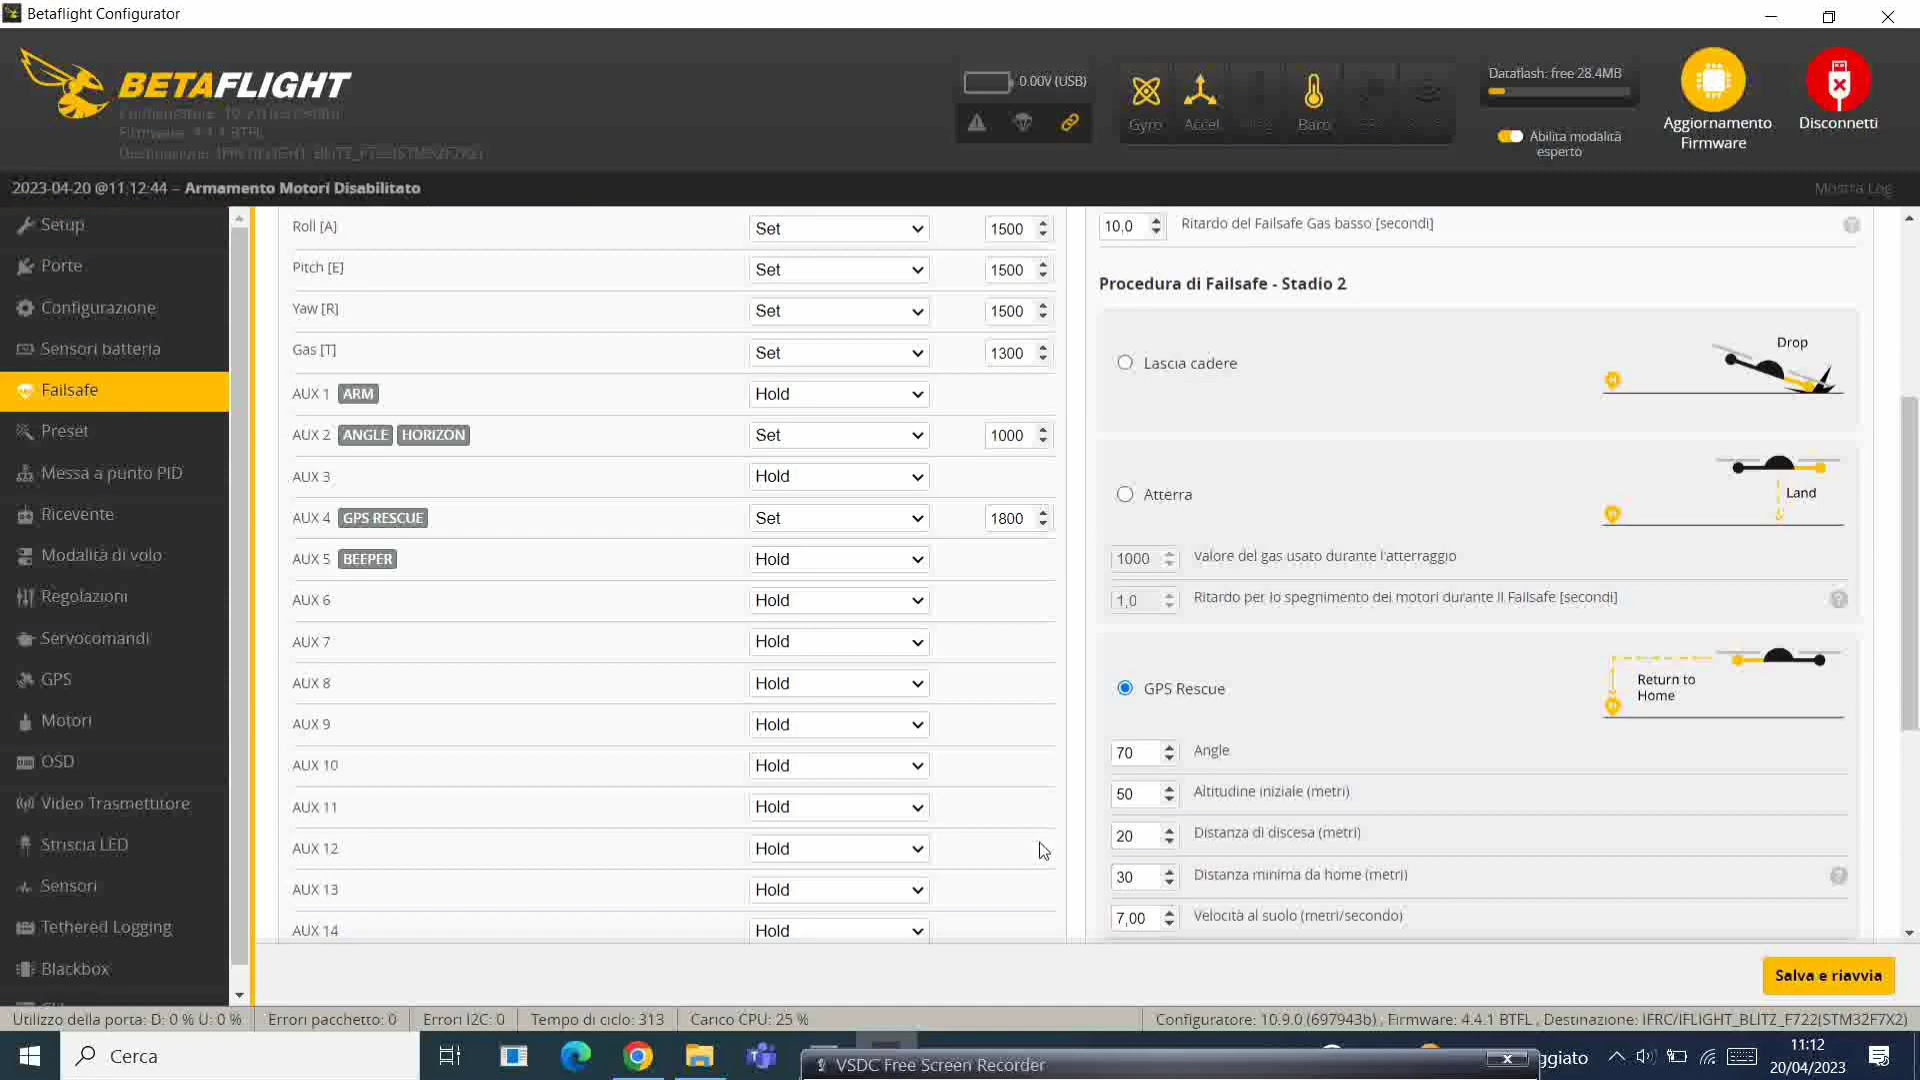 Betaflight Configurator
BETAFLIGHT
0.00V (USB)
Gyro
Accel
Baro
Dataflash: free 28.4MB
Abilita modalità
esperto
Aggiornamento
Firmware
Disconnetti
2023-04-20 @11:12:44 – Armamento Motori Disabilitato
Mostra Log
Setup
Porte
Configurazione
Sensori batteria
Failsafe
Preset
Messa a punto PID
Ricevente
Modalità di volo
Regolazioni
Servocomandi
GPS
Motori
OSD
Video Trasmettitore
Striscia LED
Sensori
Tethered Logging
Blackbox
Roll [A] Set 1500
Pitch [E] Set 1500
Yaw [R] Set 1500
Gas [T] Set 1300
AUX 1 ARM Hold
AUX 2 ANGLE HORIZON Set 1000
AUX 3 Hold
AUX 4 GPS RESCUE Set 1800
AUX 5 BEEPER Hold
AUX 6 Hold
AUX 7 Hold
AUX 8 Hold
AUX 9 Hold
AUX 10 Hold
AUX 11 Hold
AUX 12 Hold
AUX 13 Hold
AUX 14 Hold
10,0 Ritardo del Failsafe Gas basso [secondi]
Procedura di Failsafe - Stadio 2
Lascia cadere
Drop
Atterra
Land
1000 Valore del gas usato durante l'atterraggio
1,0 Ritardo per lo spegnimento dei motori durante il Failsafe [secondi]
GPS Rescue
Return to
Home
70 Angle
50 Altitudine iniziale (metri)
20 Distanza di discesa (metri)
30 Distanza minima da home (metri)
7,00 Velocità al suolo (metri/secondo)
Salva e riavvia
Utilizzo della porta: D: 0 % U: 0 % Errori pacchetto: 0 Errori I2C: 0 Tempo di ciclo: 313 Carico CPU: 25 %
Configuratore: 10.9.0 (697943b) , Firmware: 4.4.1 BTFL , Destinazione: IFRC/IFLIGHT_BLITZ_F722(STM32F7X2)
Cerca
VSDC Free Screen Recorder
ggiato
11:12
20/04/2023